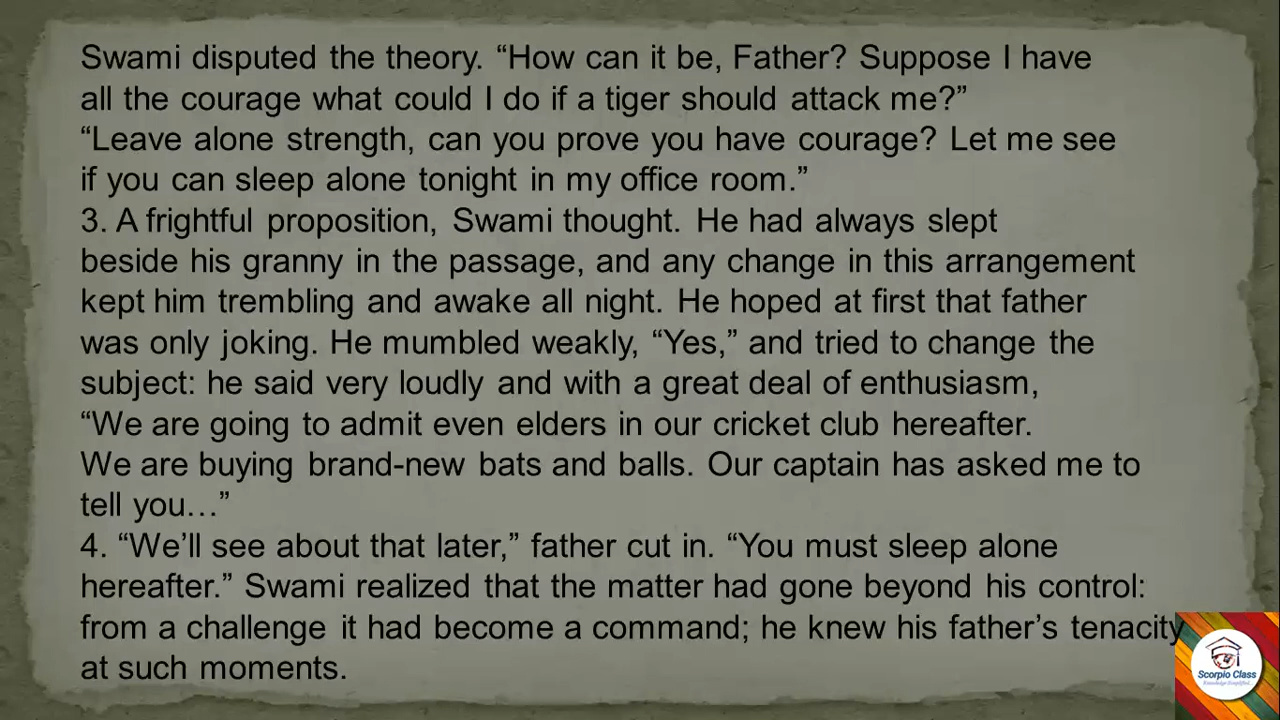 Swami disputed the theory. “How can it be, Father? Suppose I have
all the courage what could I do if a tiger should attack me?”
“Leave alone strength, can you prove you have courage? Let me see
if you can sleep alone tonight in my office room.”
3. A frightful proposition, Swami thought. He had always slept
beside his granny in the passage, and any change in this arrangement
kept him trembling and awake all night. He hoped at first that father
was only joking. He mumbled weakly, “Yes,” and tried to change the
subject: he said very loudly and with a great deal of enthusiasm,
“We are going to admit even elders in our cricket club hereafter.
We are buying brand-new bats and balls. Our captain has asked me to
tell you…”
4. “We’ll see about that later,” father cut in. “You must sleep alone
hereafter.” Swami realized that the matter had gone beyond his control:
from a challenge it had become a command; he knew his father’s tenacity
at such moments.
Scorpio Class